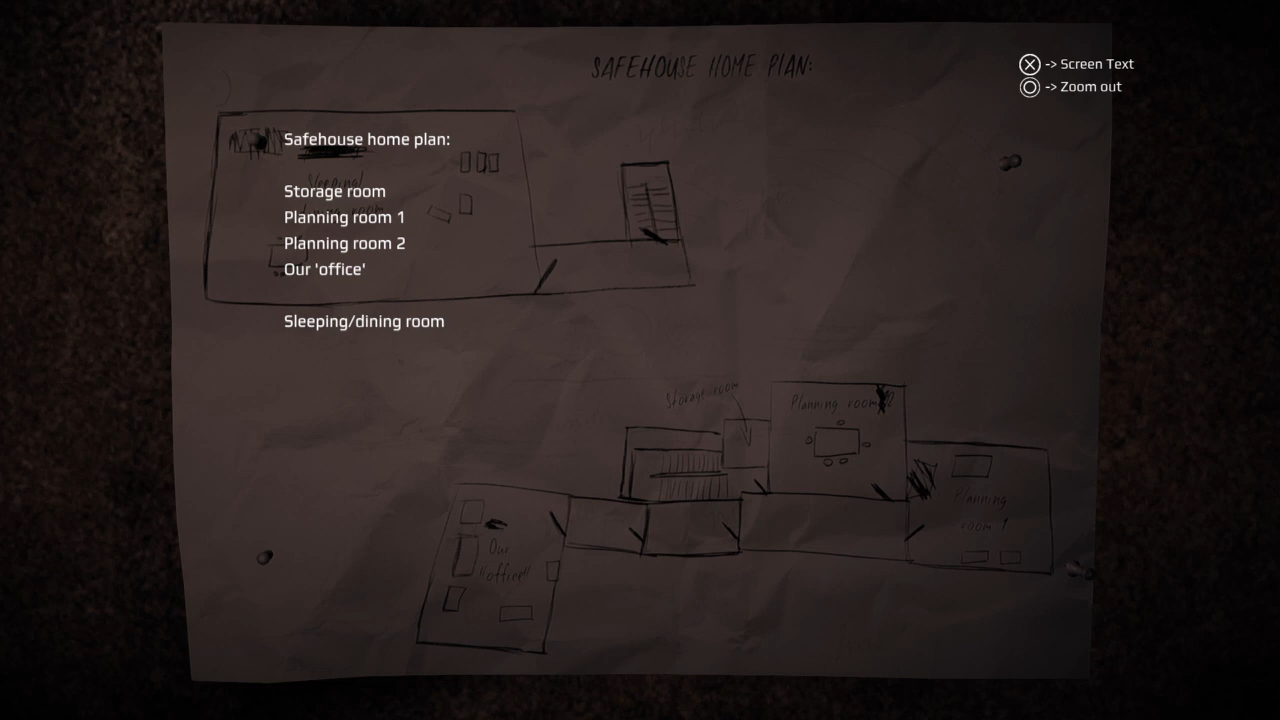 SAFEHOUSE HOME PLAN:
-> Screen Text
-> Zoom out
Safehouse home plan:
Sleeping/
Storage room
Planning room 1
Planning room 2
Our 'office'
Sleeping/dining room
Storage room
Planning room 2
Planning
room 1
Our
"office"